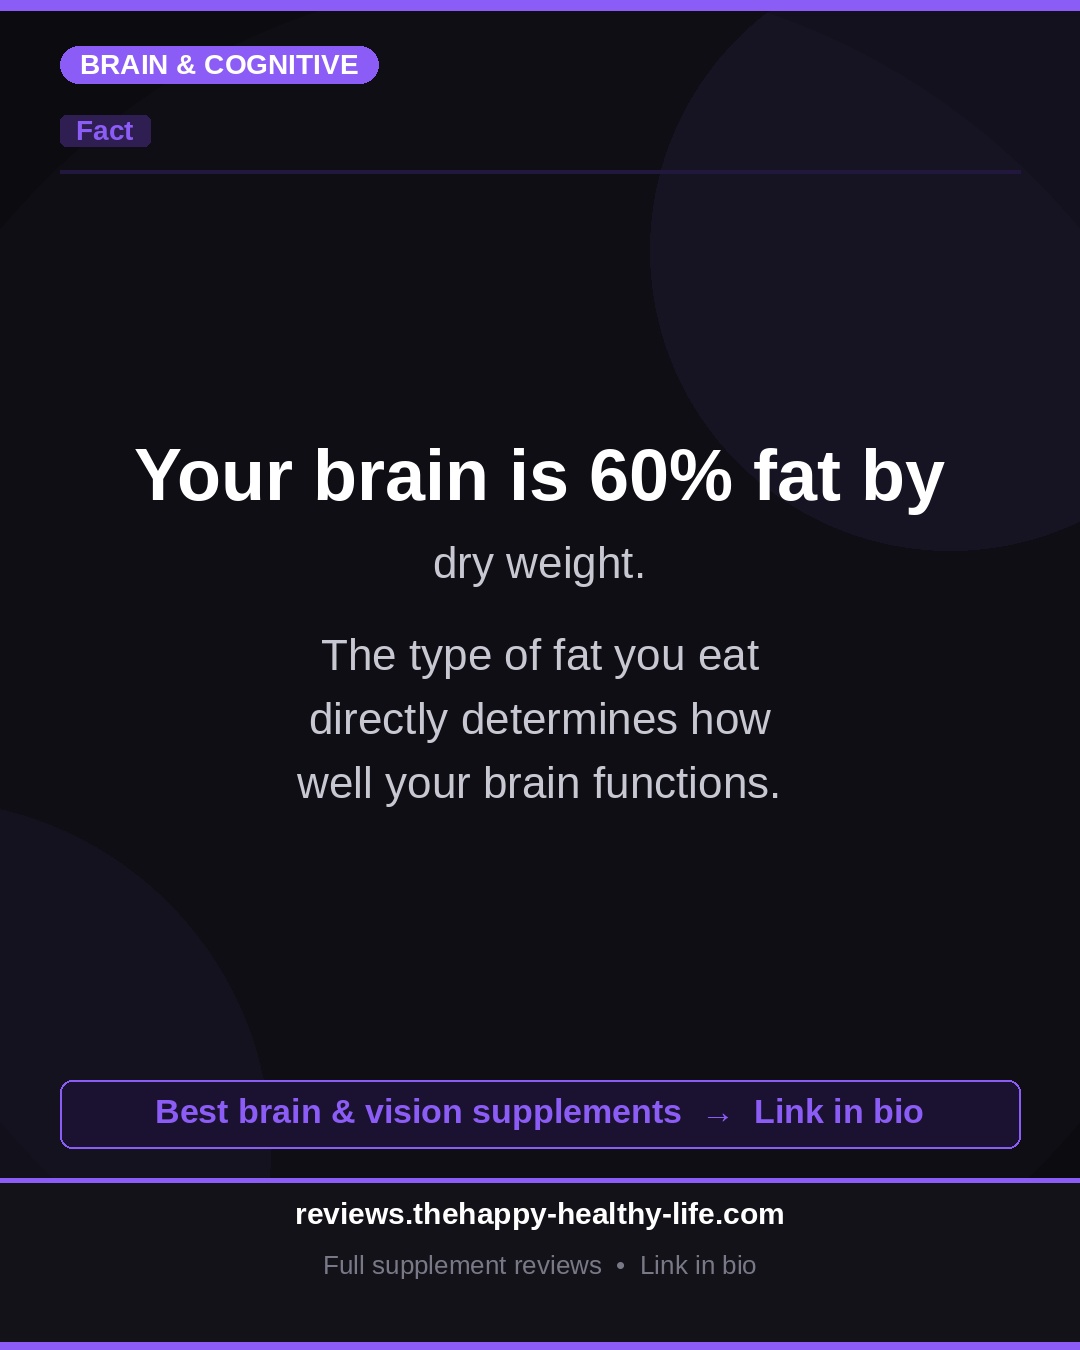 BRAIN & COGNITIVE
Fact
Your brain is 60% fat by
dry weight.
The type of fat you eat
directly determines how
well your brain functions.
Best brain & vision supplements → Link in bio
reviews.thehappy-healthy-life.com
Full supplement reviews • Link in bio